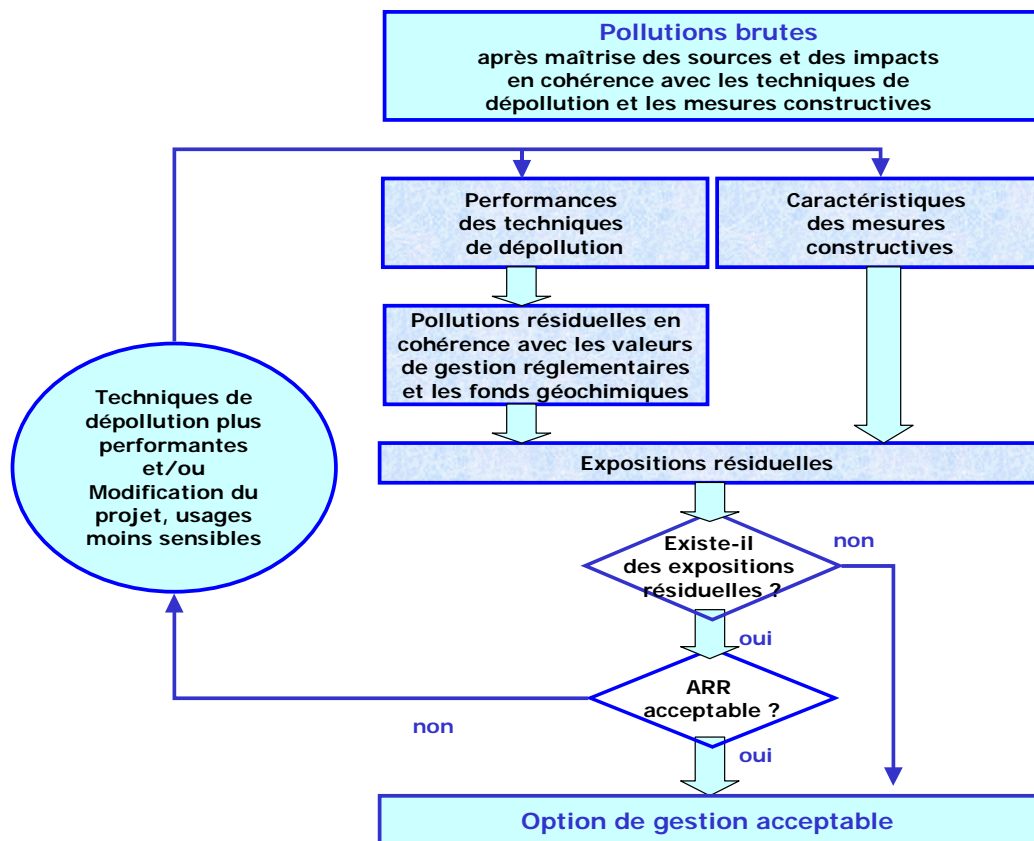 Pollutions brutes
après maîtrise des sources et des impacts
en cohérence avec les techniques de
dépollution et les mesures constructives
Performances
des techniques
de dépollution
Caractéristiques
des mesures
constructives
Pollutions résiduelles en
cohérence avec les valeurs
de gestion réglementaires
et les fonds géochimiques
Techniques de
dépollution plus
performantes
et/ou
Modification du
projet, usages
moins sensibles
Expositions résiduelles
Existe-il
des expositions
résiduelles ?
non
oui
ARR
acceptable ?
non
oui
Option de gestion acceptable